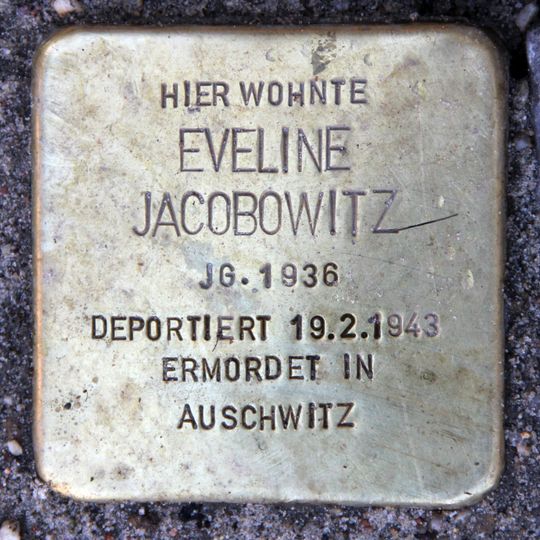 HIER WOHNTE
EVELINE
JACOBOWITZ
JG. 1936
DEPORTIERT 19.2.1943
ERMORDET IN
AUSCHWITZ